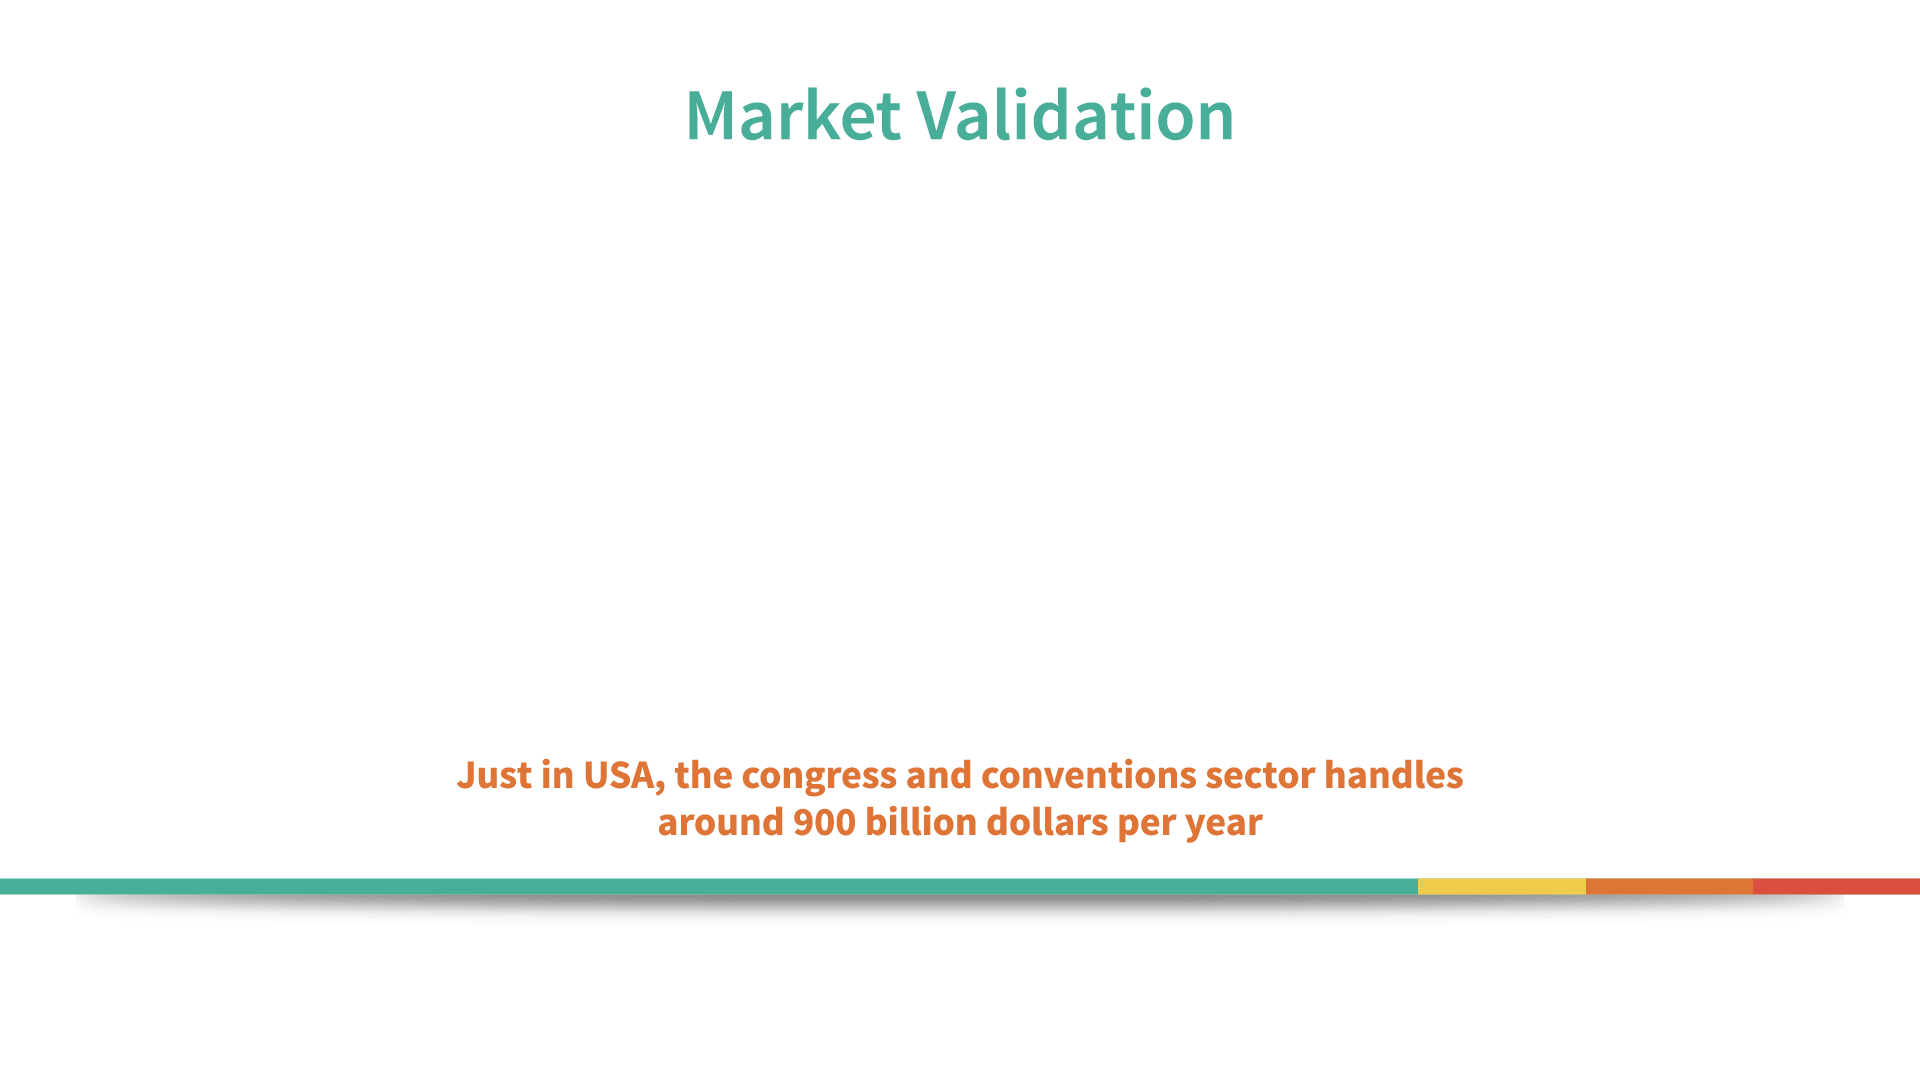 Market Validation
Just in USA, the congress and conventions sector handles
around 900 billion dollars per year